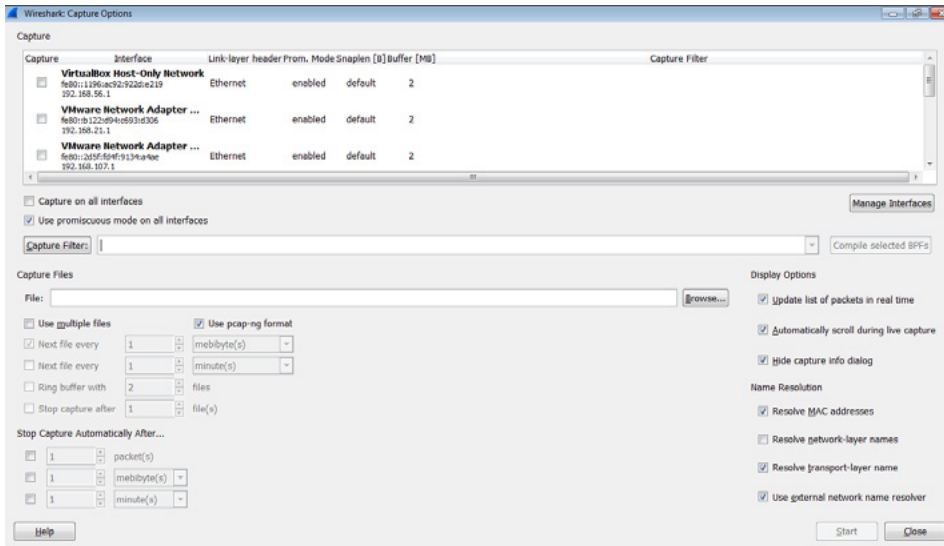 Wireshark: Capture Options
Capture
Capture Interface Link-layer header Prom. Mode Snaplen [B] Buffer [MB] Capture Filter
VirtualBox Host-Only Network
fe80::1196:ac92:922d:e219 Ethernet enabled default 2
192.168.56.1
VMware Network Adapter ...
fe80::b122:d94:c693:d306 Ethernet enabled default 2
192.168.21.1
VMware Network Adapter ...
fe80::2d5f:fd4f:9134:a4ae Ethernet enabled default 2
192.168.107.1
Capture on all interfaces
Manage Interfaces
Use promiscuous mode on all interfaces
Capture Filter: Compile selected BPFs
Capture Files Display Options
File: Browse...
Update list of packets in real time
Use multiple files Use pcap-ng format
Automatically scroll during live capture
Next file every 1 mebibyte(s)
Next file every 1 minute(s)
Hide capture info dialog
Ring buffer with 2 files
Name Resolution
Stop capture after 1 file(s)
Resolve MAC addresses
Stop Capture Automatically After...
Resolve network-layer names
1 packet(s)
Resolve transport-layer name
1 mebibyte(s)
1 minute(s)
Use external network name resolver
Help Start Close